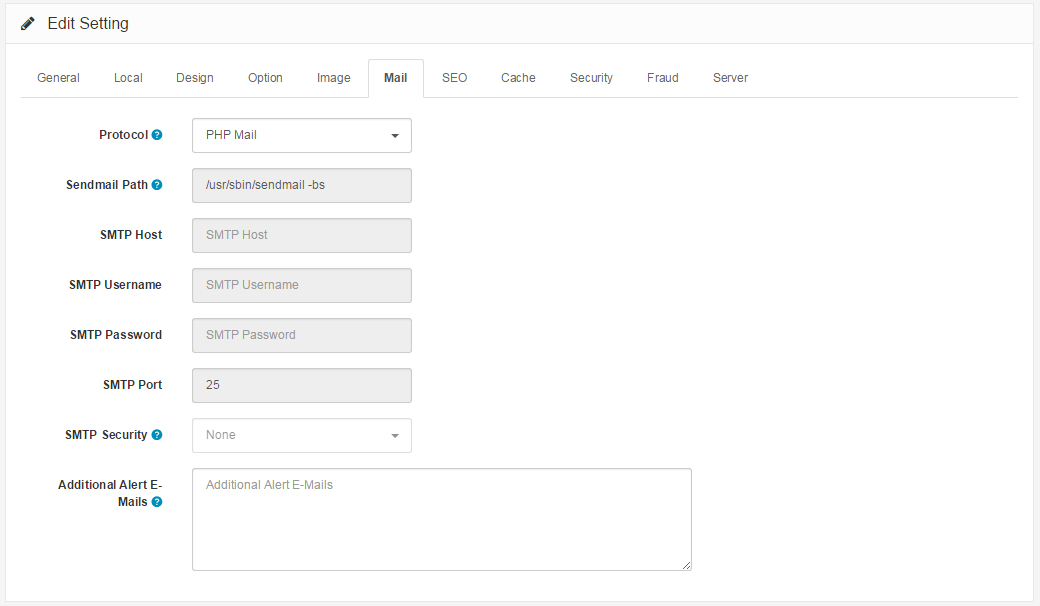 Edit Setting
General Local Design Option Image Mail SEO Cache Security Fraud Server
Protocol ? PHP Mail
Sendmail Path ? /usr/sbin/sendmail -bs
SMTP Host SMTP Host
SMTP Username SMTP Username
SMTP Password SMTP Password
SMTP Port 25
SMTP Security ? None
Additional Alert E- Additional Alert E-Mails
Mails ?